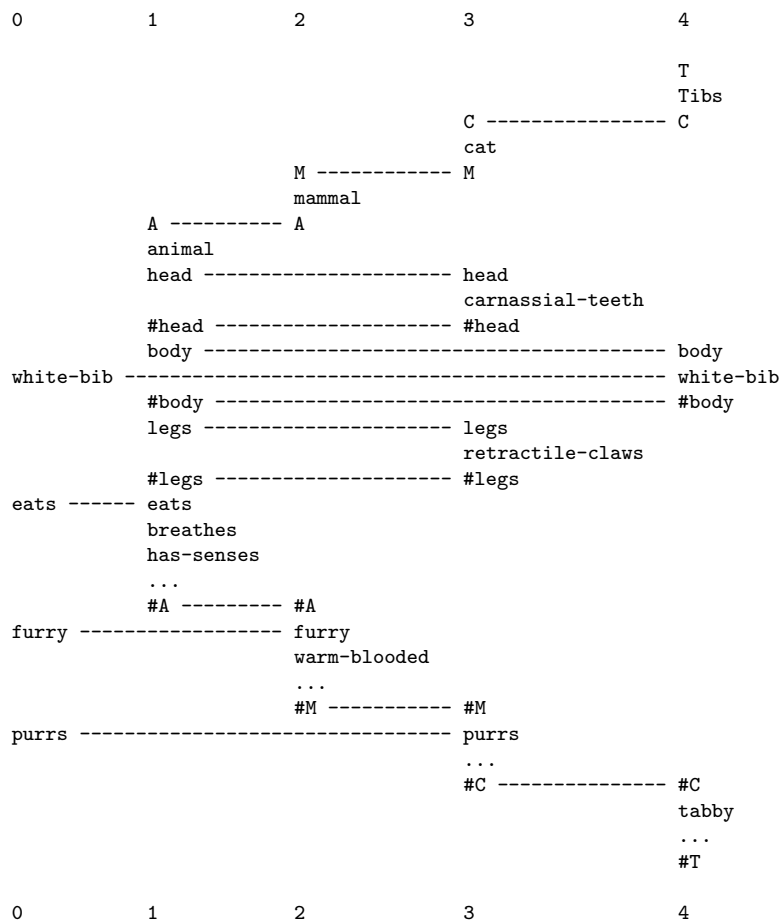 0 1 2 3 4
T
Tibs
C ---------------- C
cat
M ------------ M
mammal
A ---------- A
animal
head ---------------------- head
carnassial-teeth
#head --------------------- #head
body ----------------------------------------- body
white-bib ------------------------------------------------ white-bib
#body ---------------------------------------- #body
legs ---------------------- legs
retractile-claws
#legs --------------------- #legs
eats ------ eats
breathes
has-senses
...
#A --------- #A
furry ------------------ furry
warm-blooded
...
#M ----------- #M
purrs --------------------------------- purrs
...
#C --------------- #C
tabby
...
#T
0 1 2 3 4